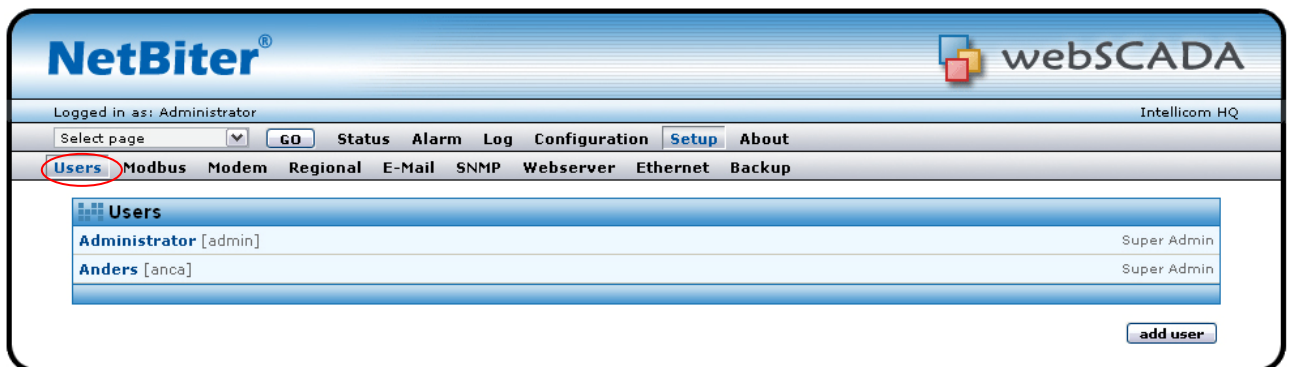 NetBiter® webSCADA
Logged in as: Administrator Intellicom HQ
Select page GO Status Alarm Log Configuration Setup About
Users Modbus Modem Regional E-Mail SNMP Webserver Ethernet Backup
Users
Administrator [admin] Super Admin
Anders [anca] Super Admin
add user